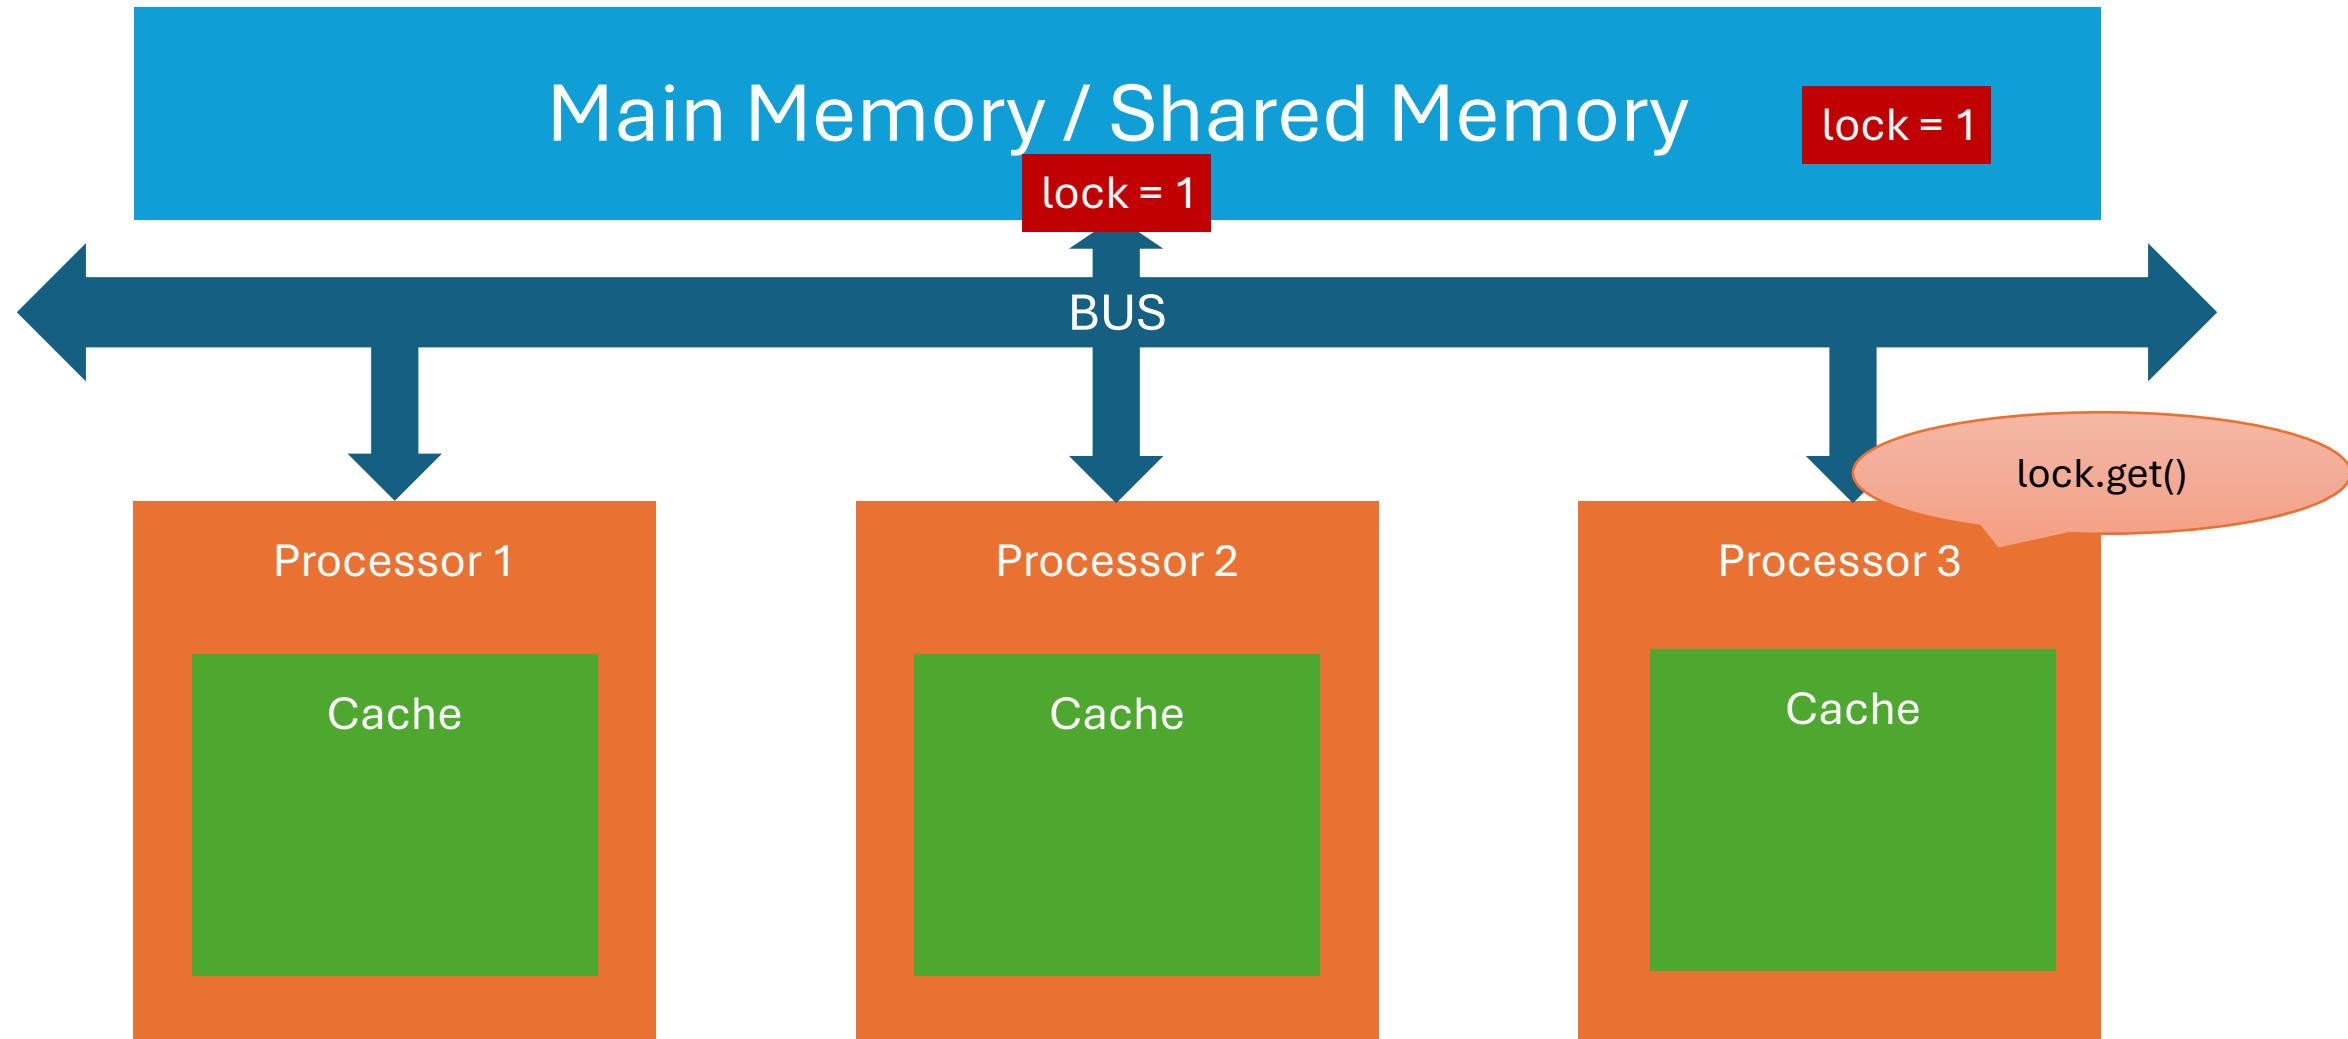 Main Memory / Shared Memory
lock = 1
lock = 1
BUS
lock.get()
Processor 1
Processor 2
Processor 3
Cache
Cache
Cache